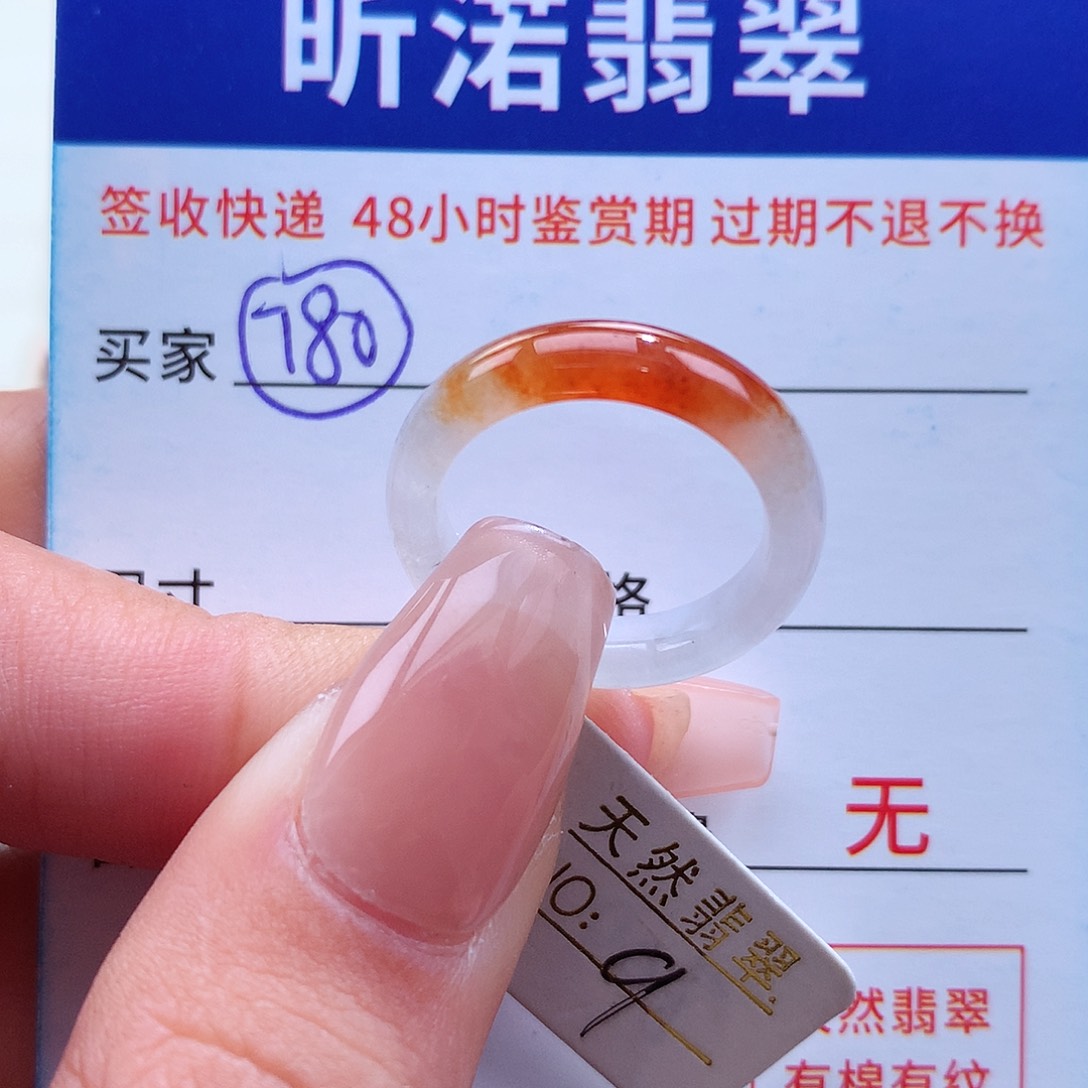 昕渃翡翠
签收快递 48小时鉴赏期 过期不退不换
买家 780
寸 格
无
天然翡翠
NO: 9
然翡翠
有棉有纹